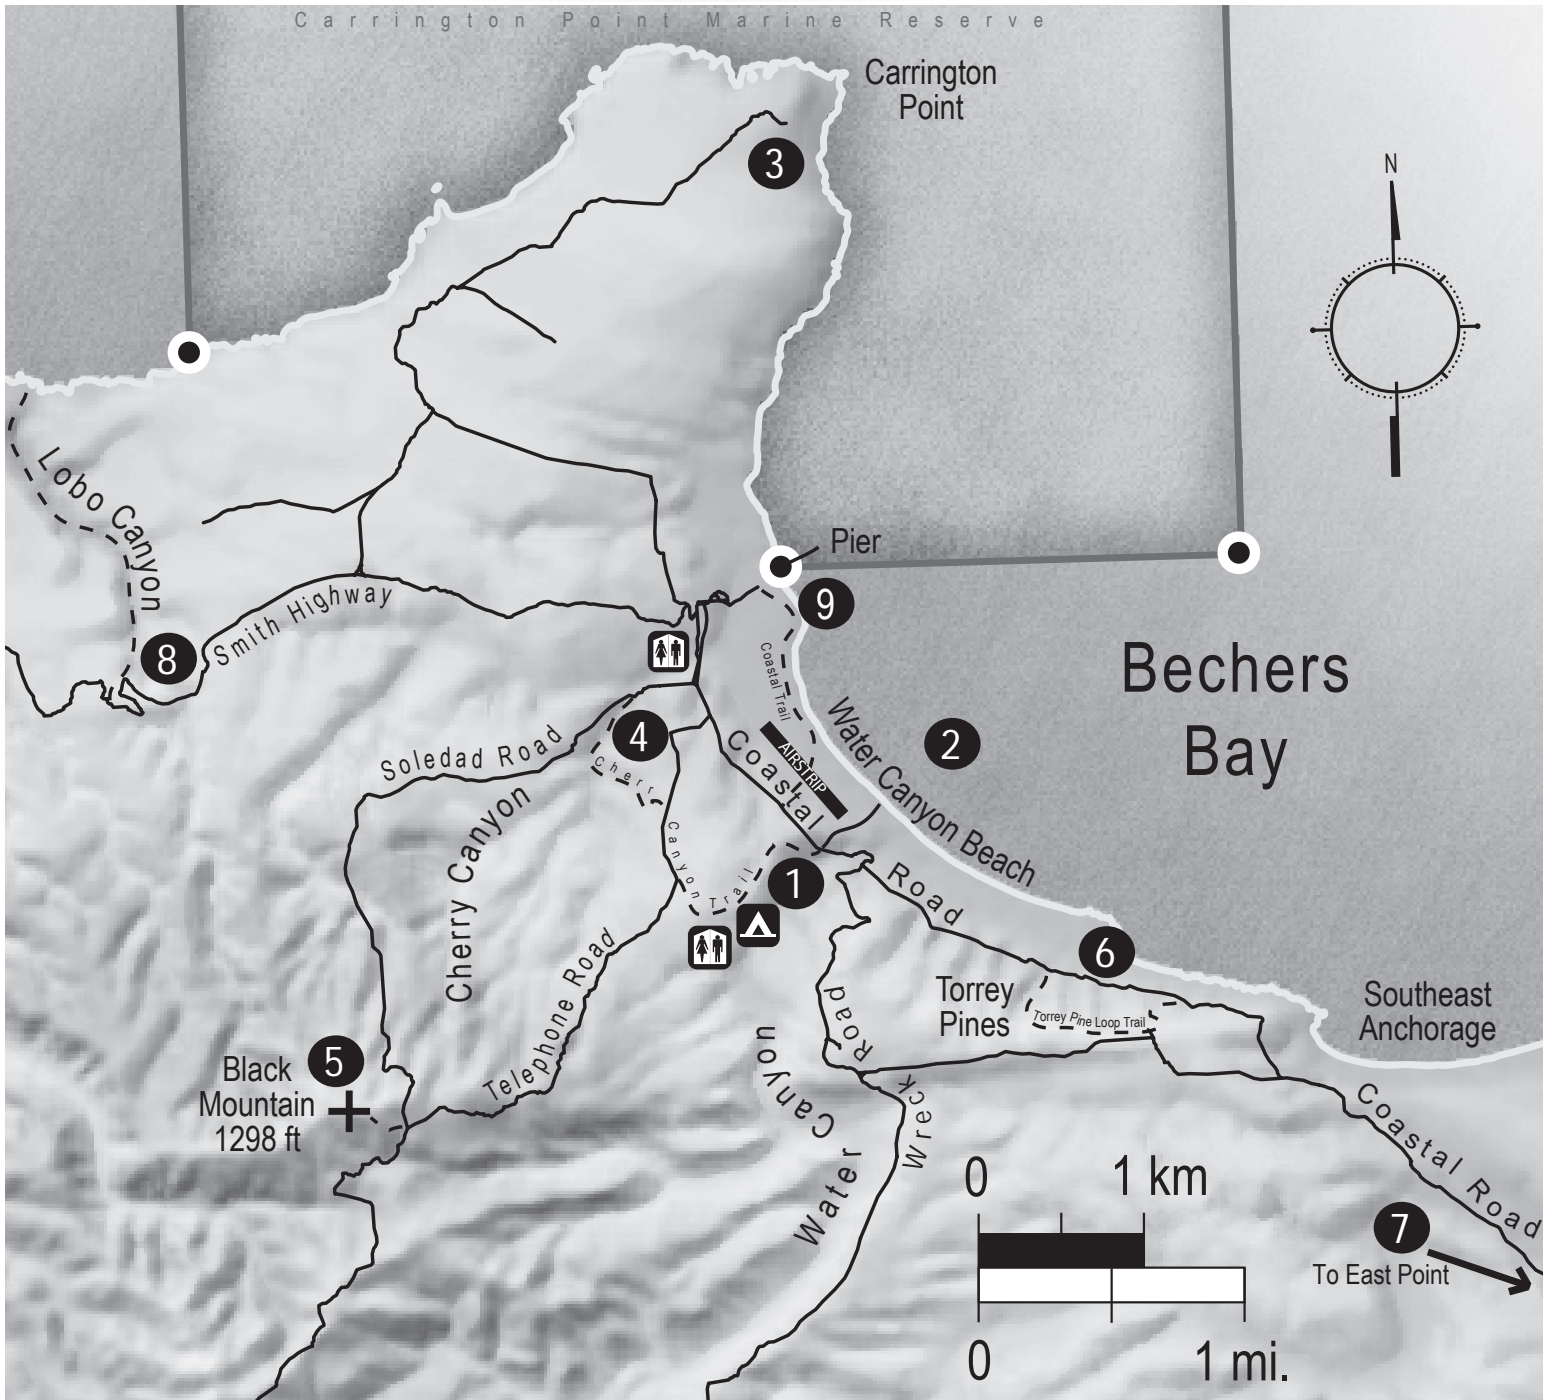 Carrington Point Marine Reserve
Carrington
Point
3
N
Lobo Canyon
Pier
9
Smith Highway
8
Coastal Trail
Bechers
Bay
Water Canyon Beach
2
4
Soledad Road
Cherr
Coastal
AIRSTRIP
Cherry Canyon
Canyon
Trail
1
Road
6
Telephone Road
Torrey
Pines
Torrey Pine Loop Trail
Southeast
Anchorage
Road
5
Black
Mountain
1298 ft
Water Canyon
Wreck
Coastal Road
0
1 km
7
To East Point
0
1 mi.